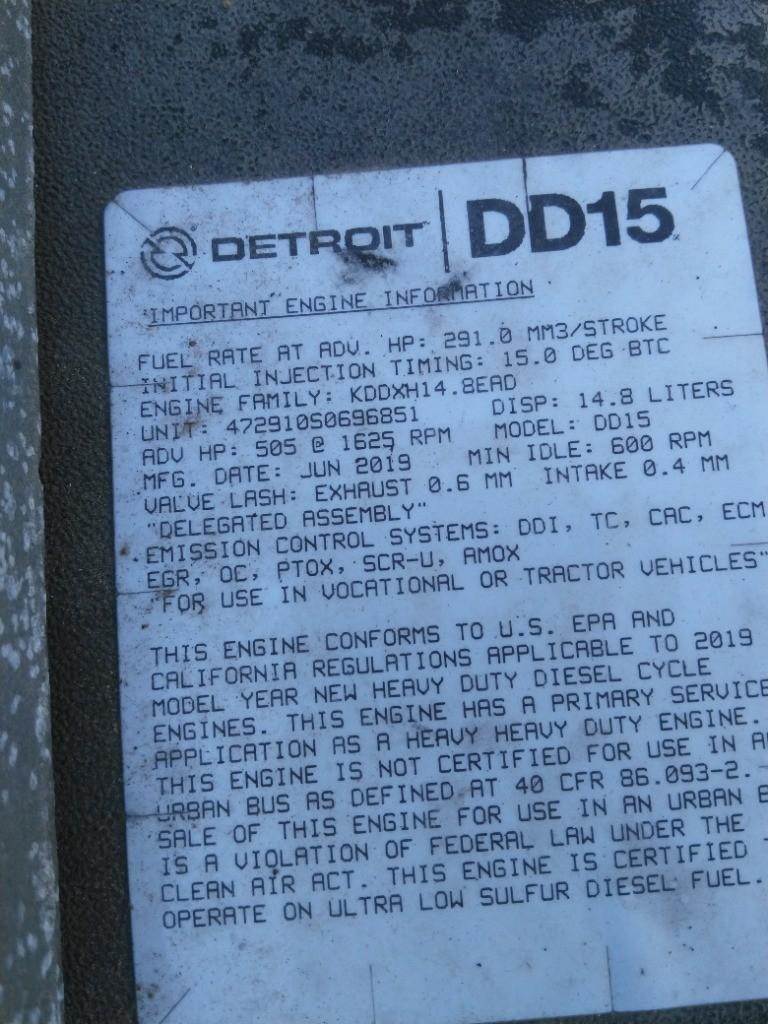 DETROIT | DD15
IMPORTANT ENGINE INFORMATION
FUEL RATE AT ADV. HP: 291.0 MM3/STROKE
INITIAL INJECTION TIMING: 15.0 DEG BTC
ENGINE FAMILY: KDDXH14.8EAD DISP: 14.8 LITERS
UNIT: 472910S0696851 MODEL: DD15
ADV HP: 505 @ 1625 RPM MIN IDLE: 600 RPM
MFG. DATE: JUN 2019
VALVE LASH: EXHAUST 0.6 MM INTAKE 0.4 MM
"DELEGATED ASSEMBLY"
EMISSION CONTROL SYSTEMS: DDI, TC, CAC, ECM
EGR, OC, PTOX, SCR-U, AMOX
"FOR USE IN VOCATIONAL OR TRACTOR VEHICLES"
THIS ENGINE CONFORMS TO U.S. EPA AND
CALIFORNIA REGULATIONS APPLICABLE TO 2019
MODEL YEAR NEW HEAVY DUTY DIESEL CYCLE
ENGINES. THIS ENGINE HAS A PRIMARY SERVICE
APPLICATION AS A HEAVY HEAVY DUTY ENGINE.
THIS ENGINE IS NOT CERTIFIED FOR USE IN
URBAN BUS AS DEFINED AT 40 CFR 86.093-2.
SALE OF THIS ENGINE FOR USE IN AN URBAN
IS A VIOLATION OF FEDERAL LAW UNDER THE
CLEAN AIR ACT. THIS ENGINE IS CERTIFIED
OPERATE ON ULTRA LOW SULFUR DIESEL FUEL.